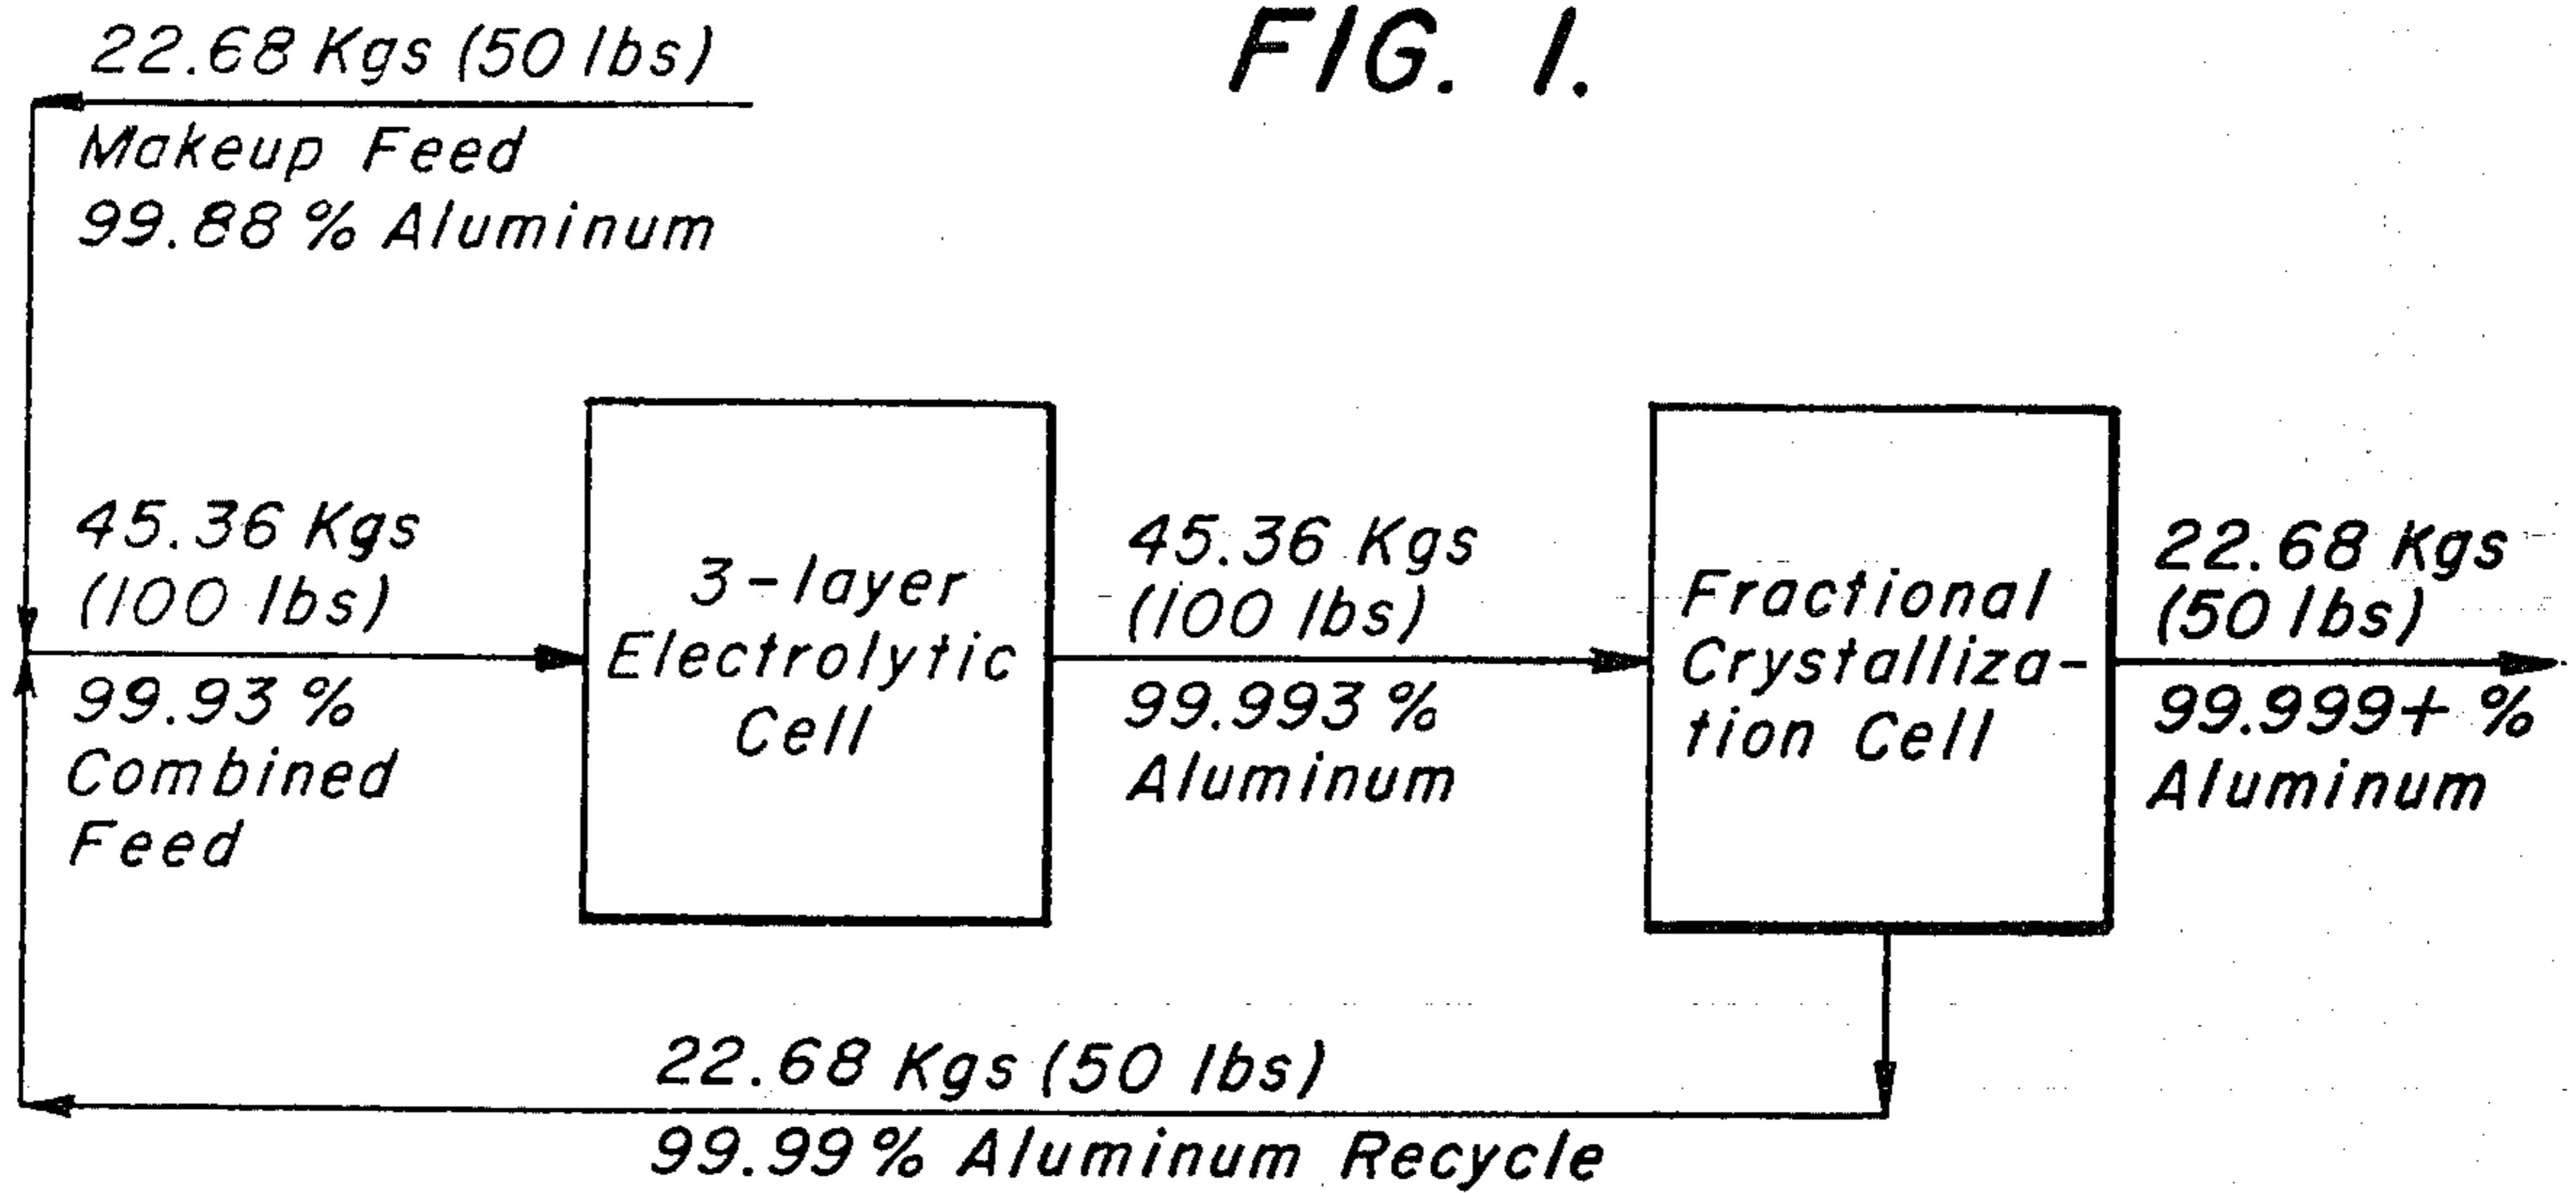 FIG. 1.
22.68 Kgs (50 lbs)
Makeup Feed
99.88% Aluminum
45.36 Kgs
(100 lbs)
99.93%
Combined
Feed
3-layer
Electrolytic
Cell
45.36 Kgs
(100 lbs)
99.993%
Aluminum
Fractional
Crystalliza-
tion Cell
22.68 Kgs
(50 lbs)
99.999+ %
Aluminum
22.68 Kgs (50 lbs)
99.99% Aluminum Recycle